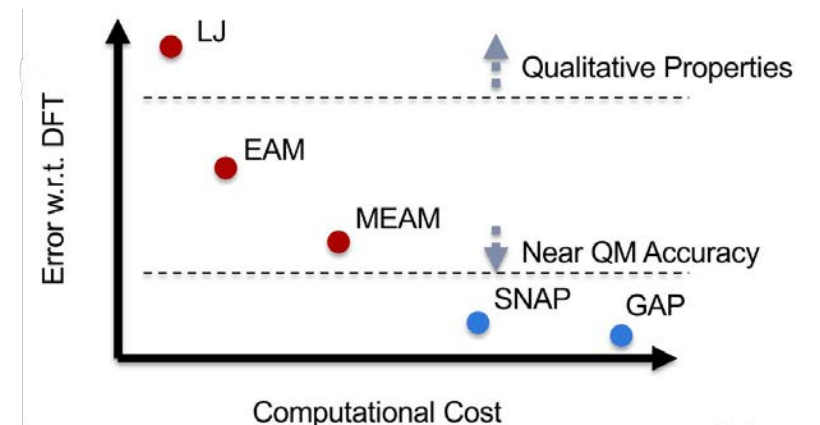 LJ
Qualitative Properties
EAM
MEAM
Near QM Accuracy
SNAP
GAP
Error w.r.t. DFT
Computational Cost